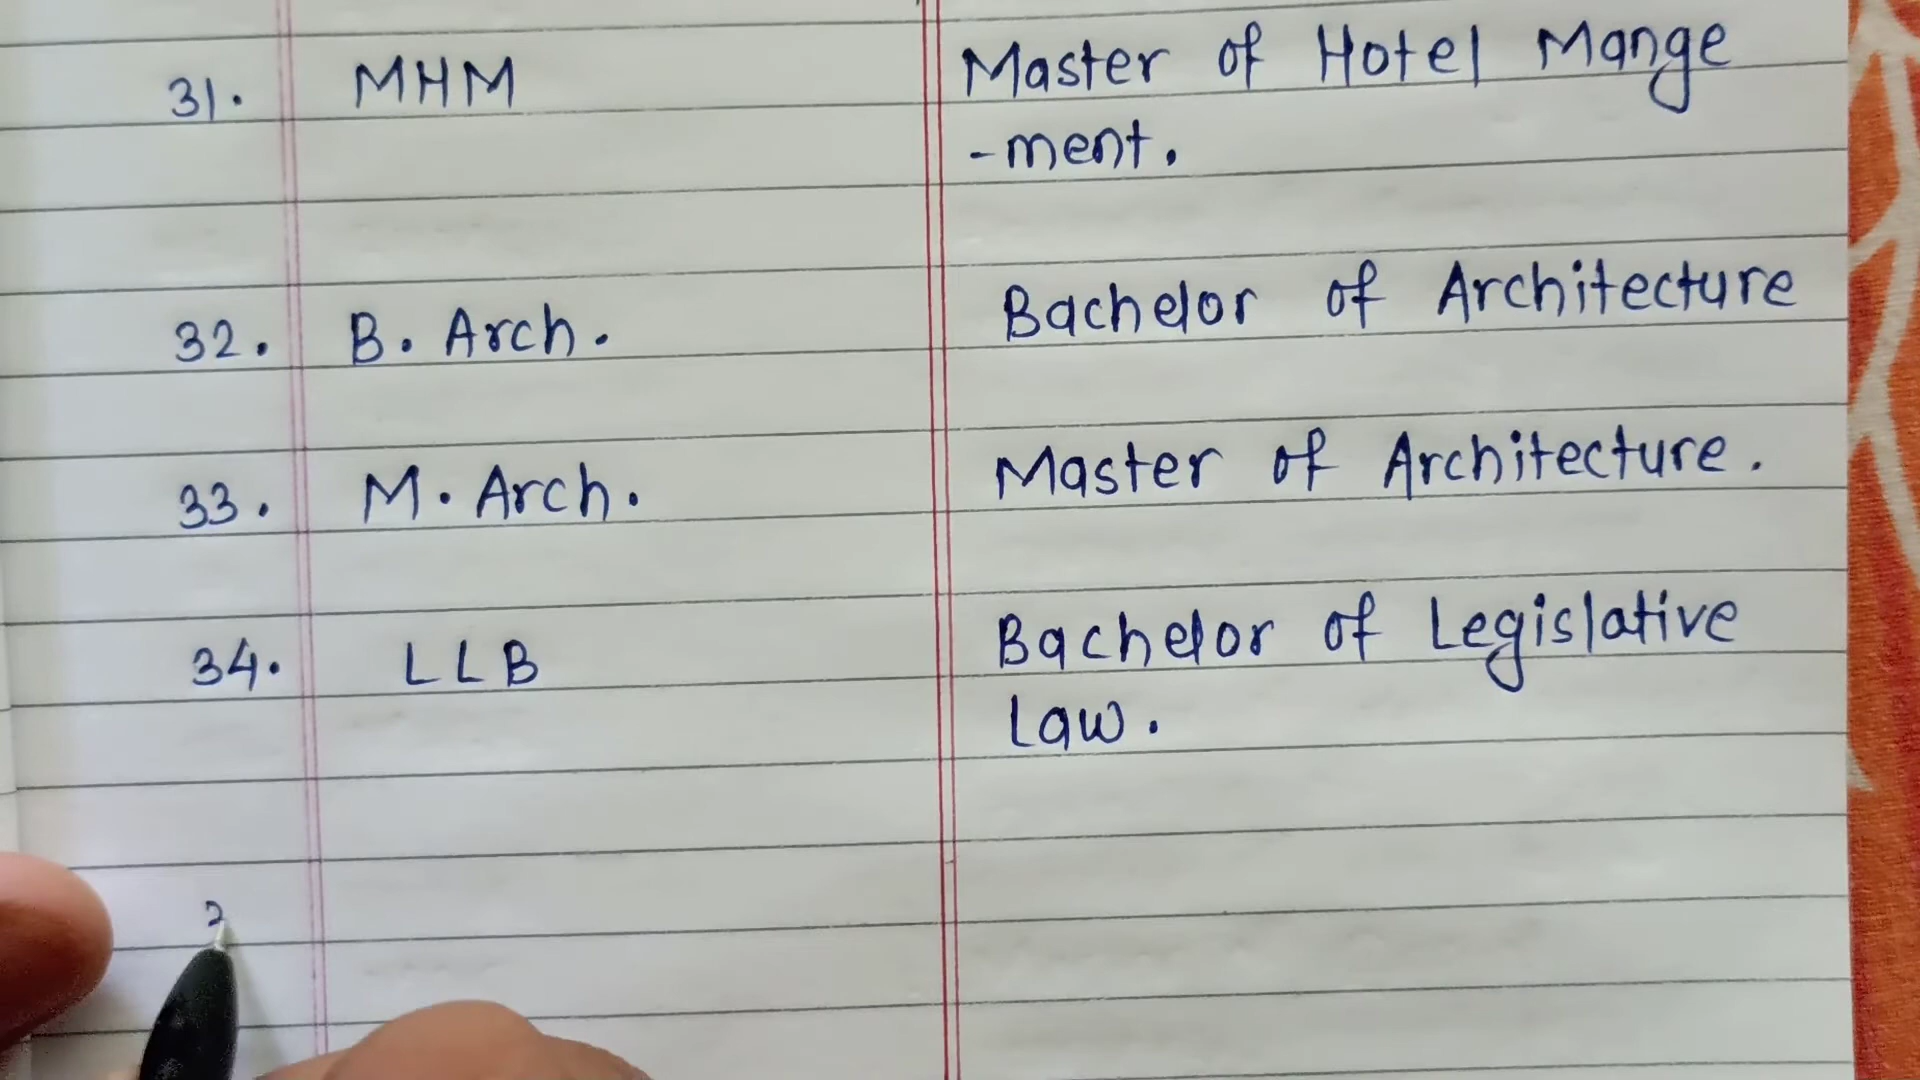 31. MHM Master of Hotel Mange
-ment.
32. B. Arch. Bachelor of Architecture
33. M. Arch. Master of Architecture.
34. LLB Bachelor of Legislative
Law.